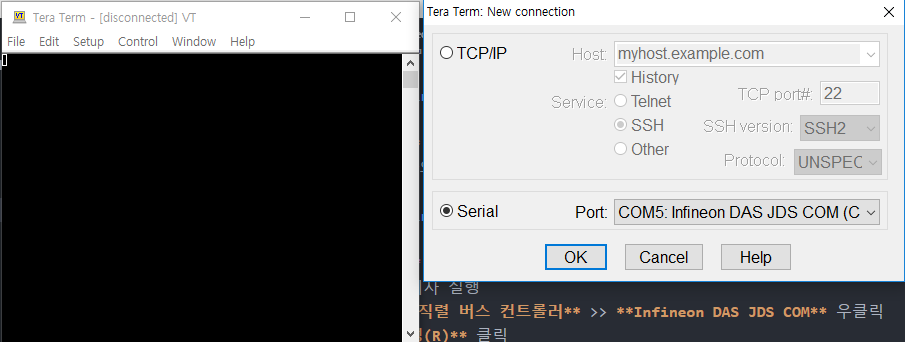 Tera Term - [disconnected] VT
File Edit Setup Control Window Help
Tera Term: New connection
TCP/IP
Host: myhost.example.com
History
Service: Telnet
TCP port#: 22
SSH
SSH version: SSH2
Other
Protocol: UNSPEC
Serial
Port: COM5: Infineon DAS JDS COM (C
OK Cancel Help
실행
직렬 버스 컨트롤러** >> **Infineon DAS JDS COM** 우클릭
(R)** 클릭